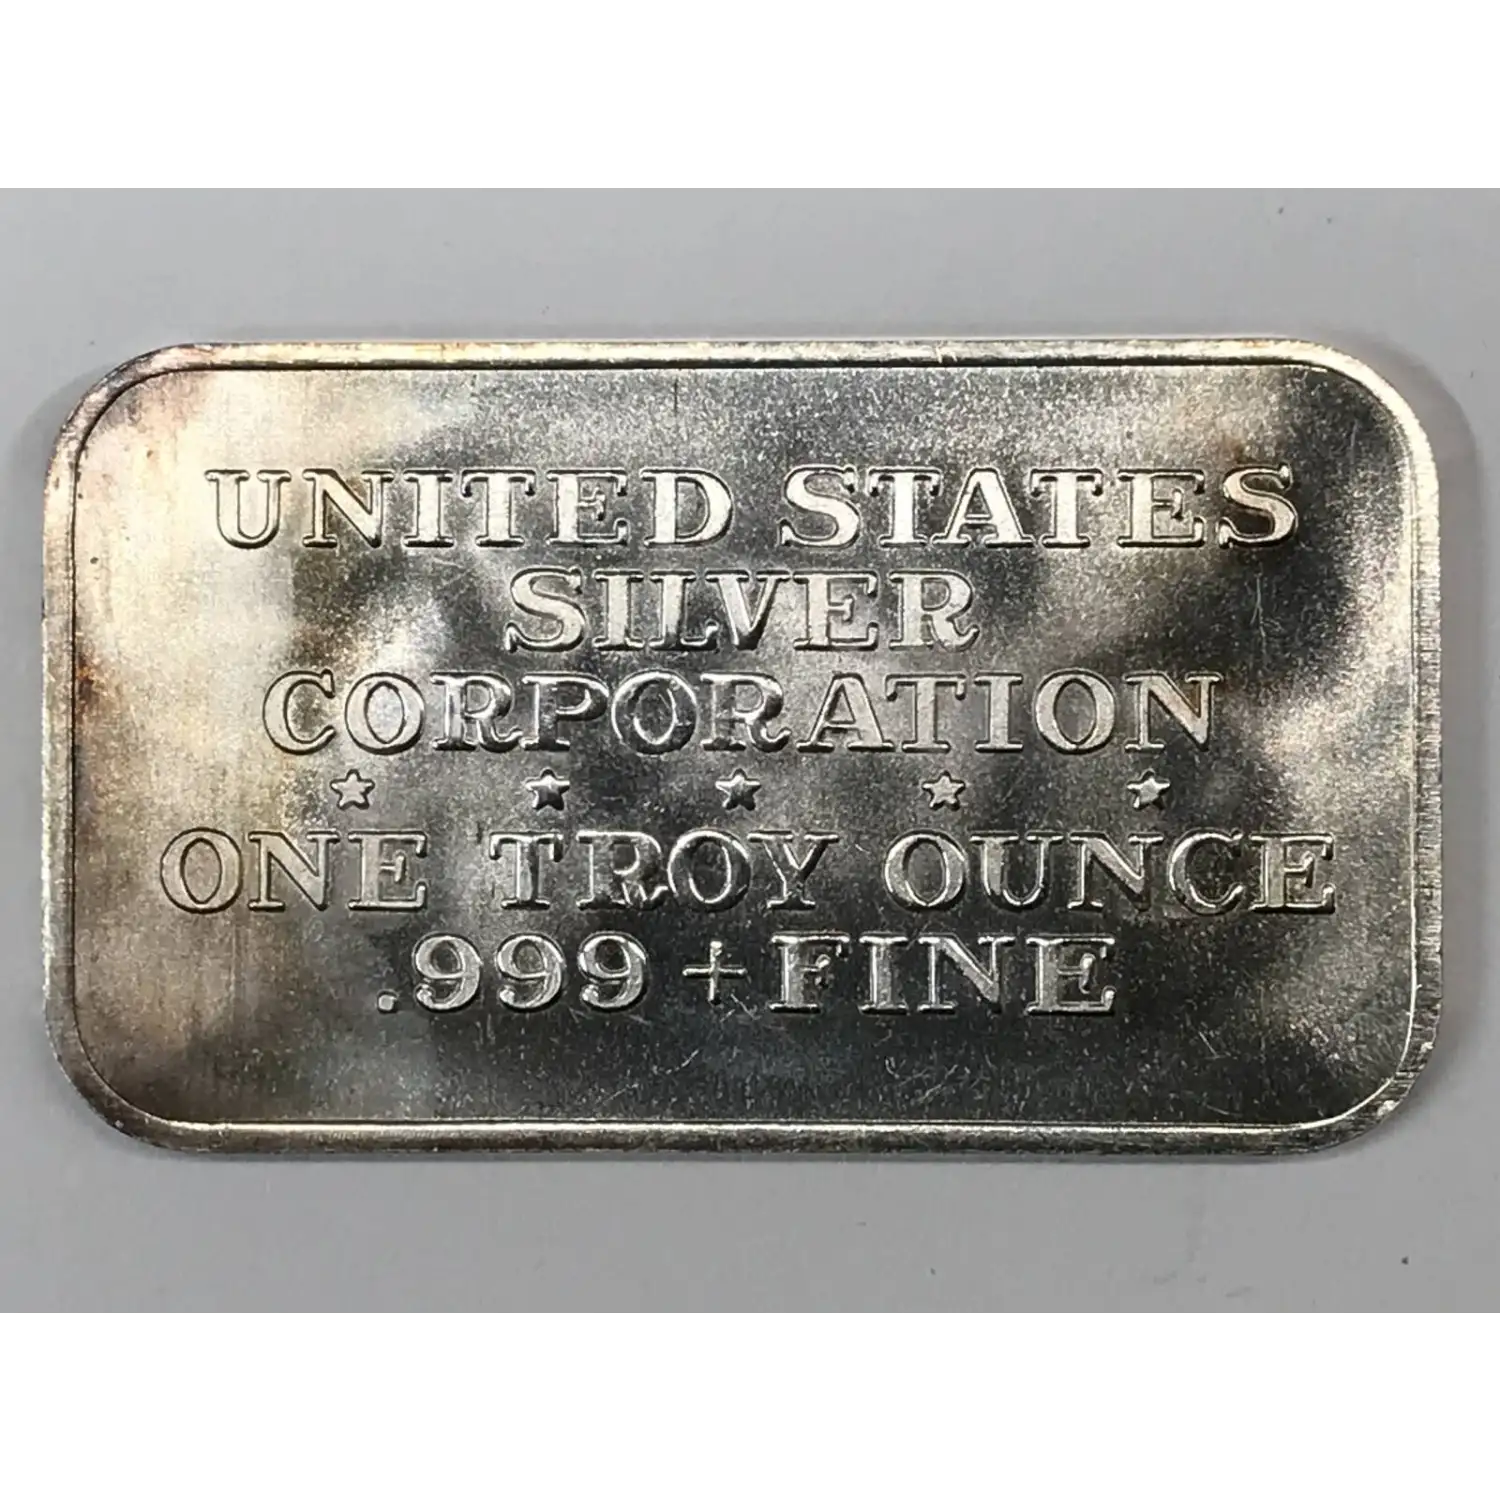 UNITED STATES
SILVER
CORPORATION
★ ★ ★ ★ ★
ONE TROY OUNCE
.999 + FINE